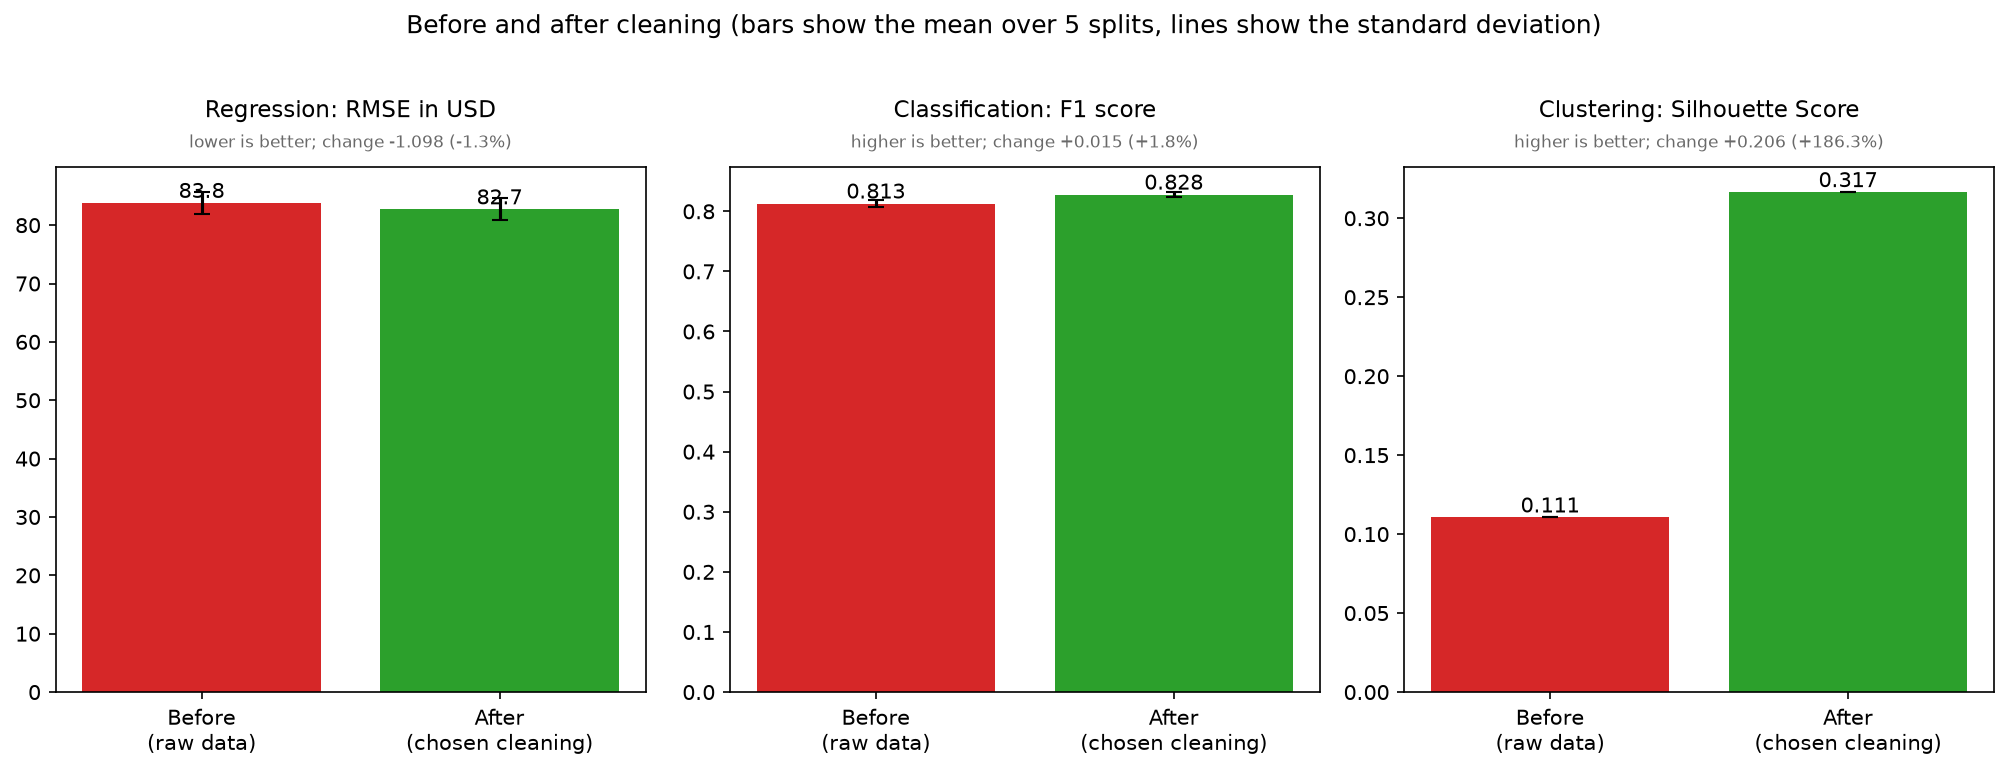 Before and after cleaning (bars show the mean over 5 splits, lines show the standard deviation)
Regression: RMSE in USD
lower is better; change -1.098 (-1.3%)
83.8
82.7
80
70
60
50
40
30
20
10
0
Before
(raw data)
After
(chosen cleaning)
Classification: F1 score
higher is better; change +0.015 (+1.8%)
0.813
0.828
0.8
0.7
0.6
0.5
0.4
0.3
0.2
0.1
0.0
Before
(raw data)
After
(chosen cleaning)
Clustering: Silhouette Score
higher is better; change +0.206 (+186.3%)
0.111
0.317
0.30
0.25
0.20
0.15
0.10
0.05
0.00
Before
(raw data)
After
(chosen cleaning)